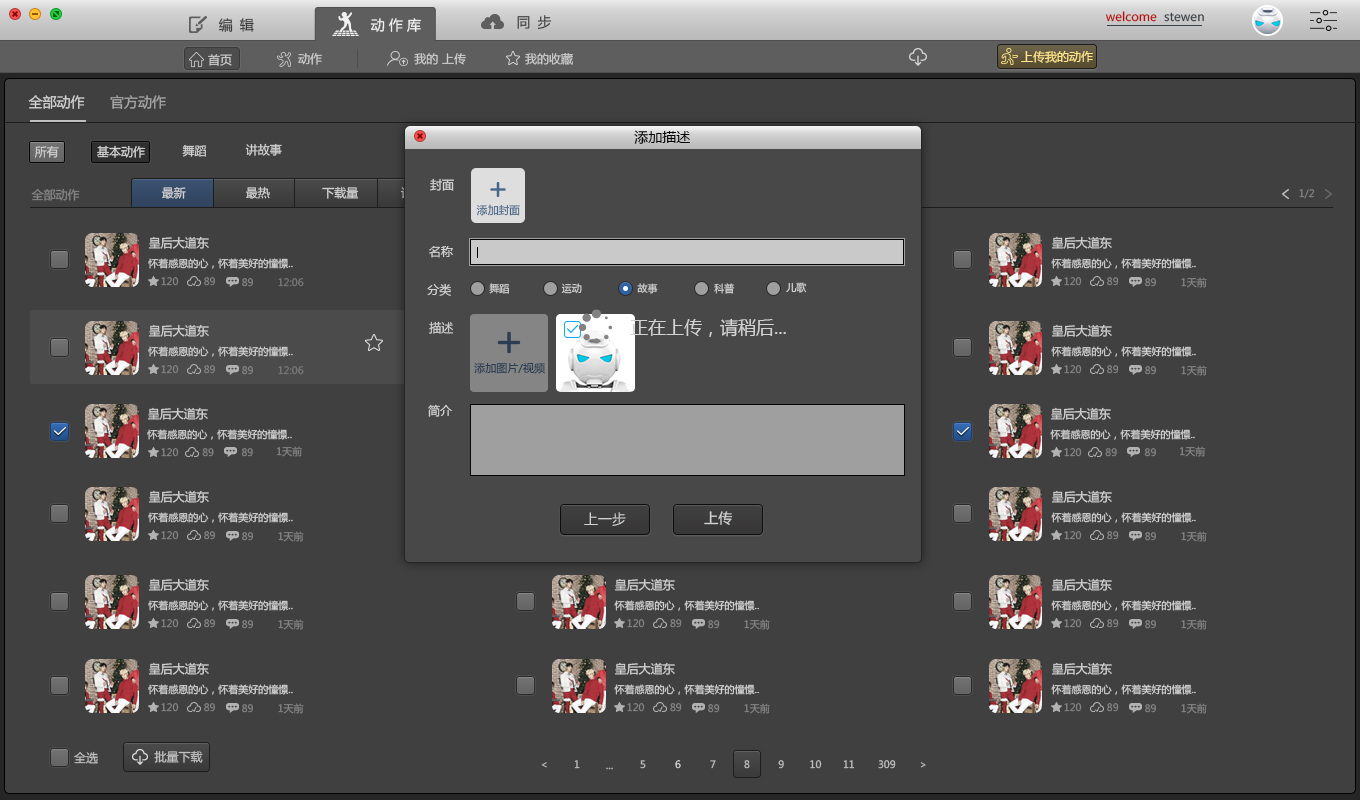 编 辑
动作库
同 步
welcome stewen
首页
动作
我的 上传
我的收藏
上传我的动作
全部动作
官方动作
所有
基本动作
舞蹈
讲故事
全部动作
最新
最热
下载量
1/2
添加描述
封面
添加封面
名称
分类
舞蹈
运动
故事
科普
儿歌
描述
添加图片/视频
正在上传，请稍后...
简介
上一步
上传
皇后大道东
怀着感恩的心，怀着美好的憧憬..
120 89 89 12:06
皇后大道东
怀着感恩的心，怀着美好的憧憬..
120 89 89 1天前
皇后大道东
怀着感恩的心，怀着美好的憧憬..
120 89 89 12:06
皇后大道东
怀着感恩的心，怀着美好的憧憬..
120 89 89 1天前
皇后大道东
怀着感恩的心，怀着美好的憧憬..
120 89 89 1天前
皇后大道东
怀着感恩的心，怀着美好的憧憬..
120 89 89 1天前
皇后大道东
怀着感恩的心，怀着美好的憧憬..
120 89 89 1天前
皇后大道东
怀着感恩的心，怀着美好的憧憬..
120 89 89 1天前
皇后大道东
怀着感恩的心，怀着美好的憧憬..
120 89 89 1天前
皇后大道东
怀着感恩的心，怀着美好的憧憬..
120 89 89 1天前
皇后大道东
怀着感恩的心，怀着美好的憧憬..
120 89 89 1天前
皇后大道东
怀着感恩的心，怀着美好的憧憬..
120 89 89 1天前
皇后大道东
怀着感恩的心，怀着美好的憧憬..
120 89 89 1天前
皇后大道东
怀着感恩的心，怀着美好的憧憬..
120 89 89 1天前
全选
批量下载
< 1 ... 5 6 7 8 9 10 11 309 >